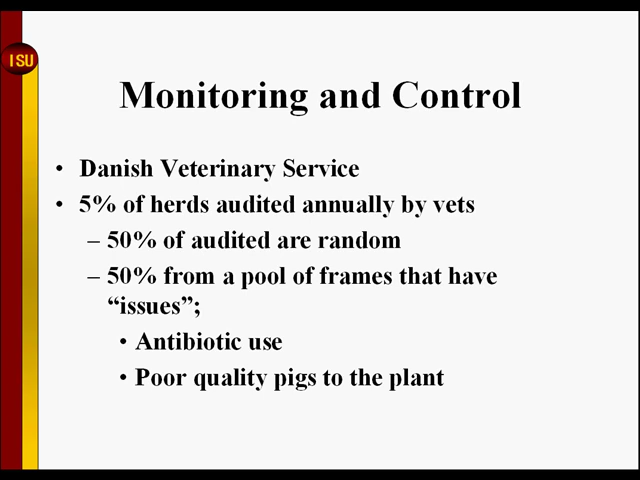 ISU
Monitoring and Control
• Danish Veterinary Service
• 5% of herds audited annually by vets
– 50% of audited are random
– 50% from a pool of frames that have
“issues”;
• Antibiotic use
• Poor quality pigs to the plant